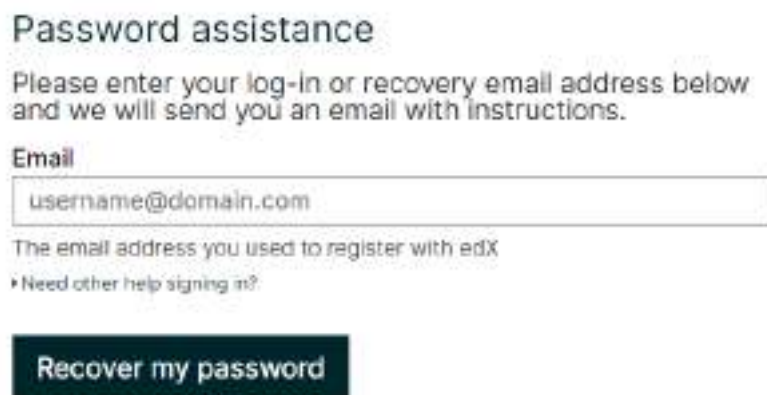 Password assistance
Please enter your log-in or recovery email address below
and we will send you an email with instructions.
Email
username@domain.com
The email address you used to register with edX
Need other help signing in?
Recover my password